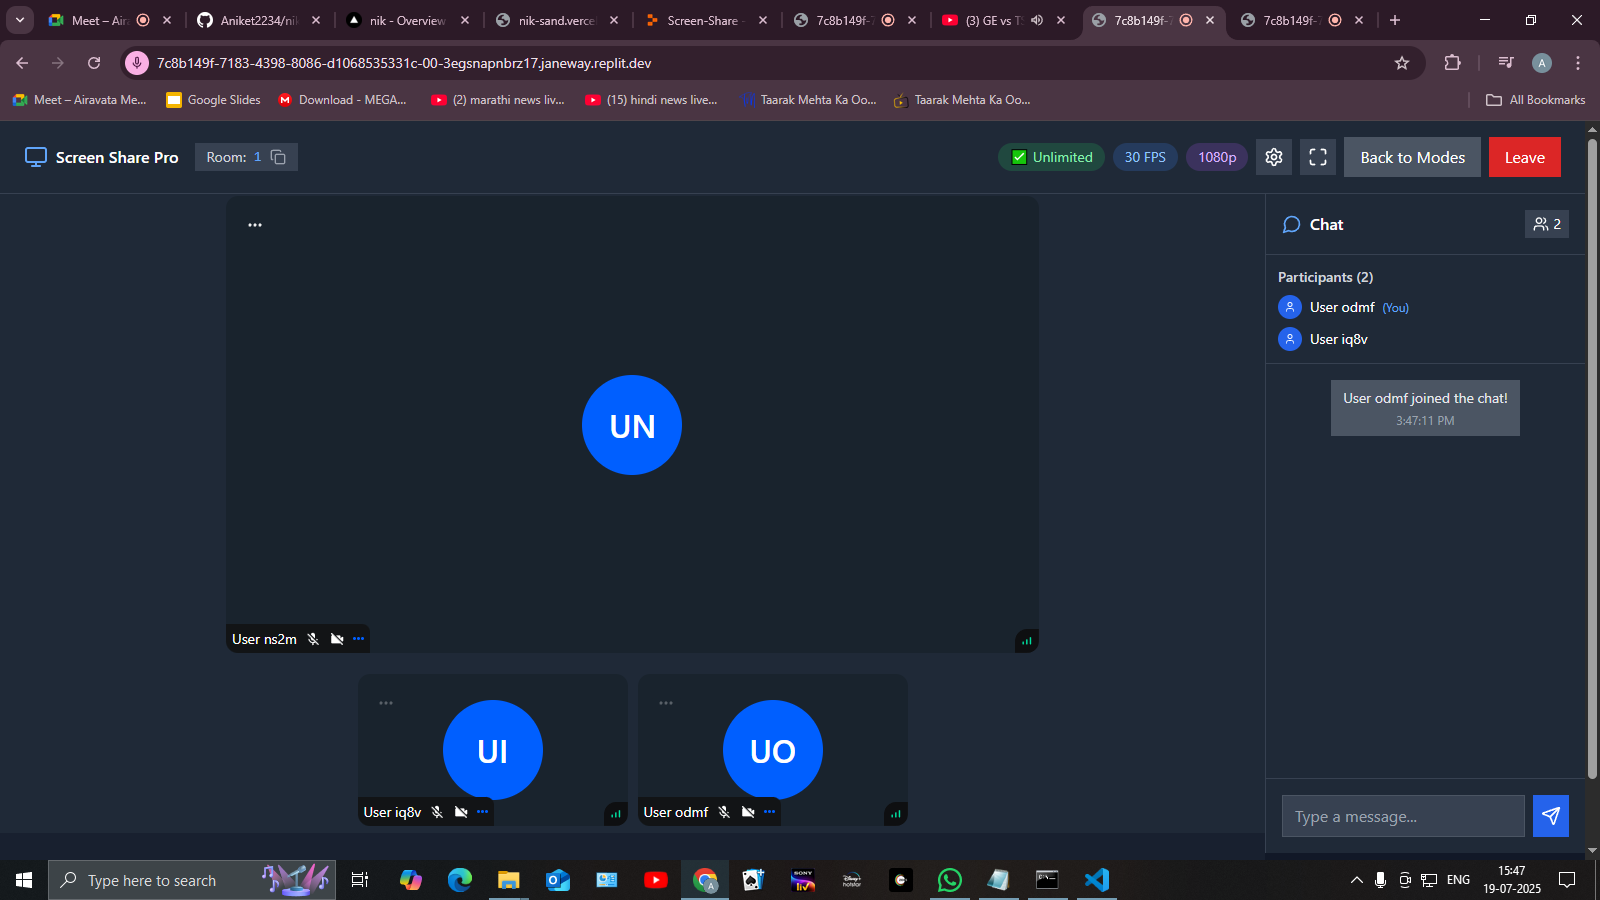 Meet – Aira
Aniket2234/nik
nik - Overview
nik-sand.verce
Screen-Share -
7c8b149f-7
(3) GE vs TS
7c8b149f-7
7c8b149f-7
7c8b149f-7183-4398-8086-d1068535331c-00-3egsnapnbrz17.janeway.replit.dev
A
Meet – Airavata Me...
Google Slides
Download - MEGA...
(2) marathi news liv...
(15) hindi news live...
Taarak Mehta Ka Oo...
Taarak Mehta Ka Oo...
All Bookmarks
Screen Share Pro
Room: 1
Unlimited
30 FPS
1080p
Back to Modes
Leave
UN
User ns2m
UI
User iq8v
UO
User odmf
Chat
2
Participants (2)
User odmf (You)
User iq8v
User odmf joined the chat!
3:47:11 PM
Type a message...
Type here to search
ENG
15:47
19-07-2025